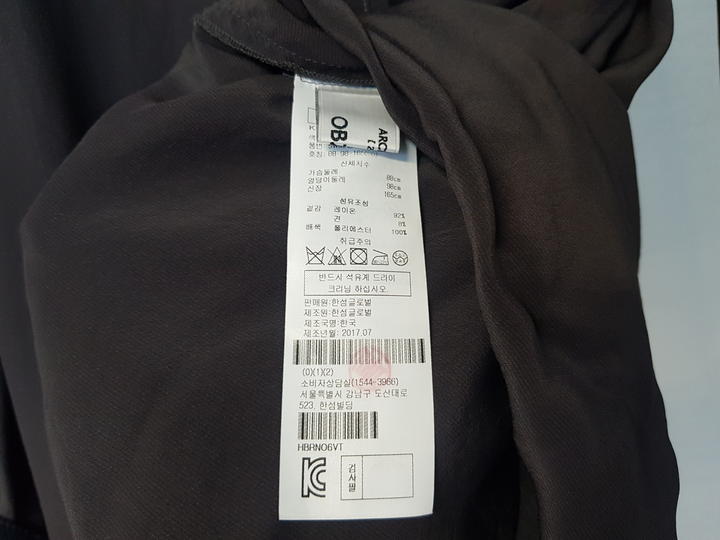 ARC
OB
호칭: 88-98-165
신체치수
가슴둘레 88cm
엉덩이둘레 98cm
신장 165cm
섬유조성
겉감 레이온 92%
견 8%
배색 폴리에스터 100%
취급주의
반드시 석유계 드라이
크리닝 하십시오.
판매원:한섬글로벌
제조원:한섬글로벌
제조국명:한국
제조년월: 2017.07
(0)(1)(2)
소비자상담실(1544-3966)
서울특별시 강남구 도산대로
523, 한섬빌딩
HBRNO6VT
검사필